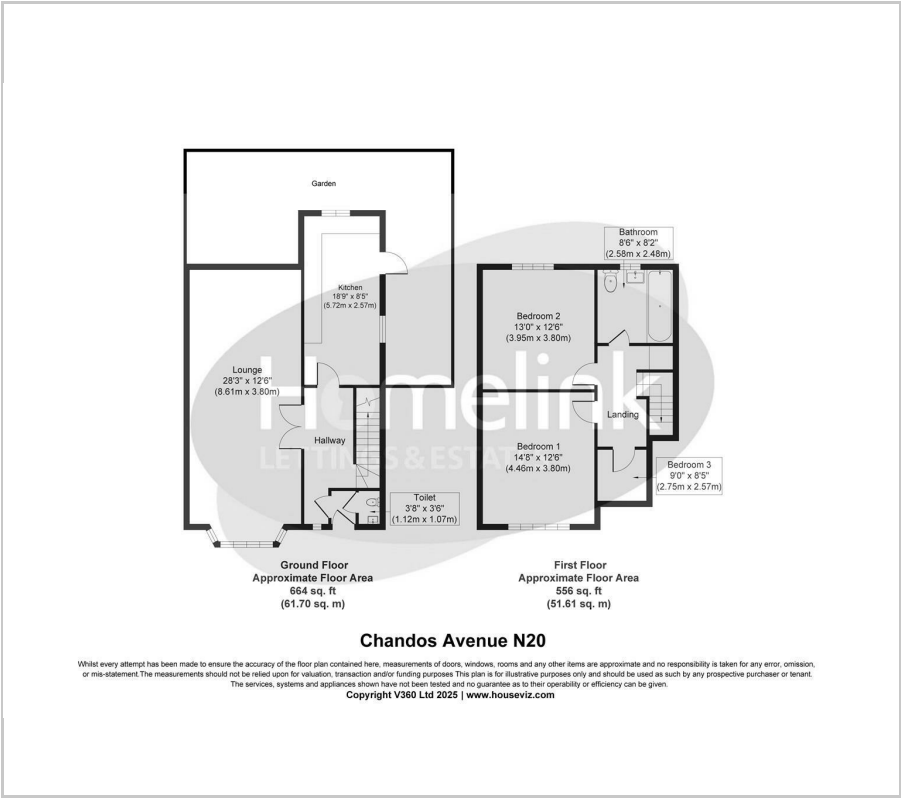 Garden
Kitchen
18'9" x 8'5"
(5.72m x 2.57m)
Lounge
28'3" x 12'6"
(8.61m x 3.80m)
Hallway
Toilet
3'8" x 3'6"
(1.12m x 1.07m)
Bathroom
8'6" x 8'2"
(2.58m x 2.48m)
Bedroom 2
13'0" x 12'6"
(3.95m x 3.80m)
Landing
Bedroom 1
14'8" x 12'6"
(4.46m x 3.80m)
Bedroom 3
9'0" x 8'5"
(2.75m x 2.57m)
Homelink
LETTINGS & ESTATE
Ground Floor
Approximate Floor Area
664 sq. ft
(61.70 sq. m)
First Floor
Approximate Floor Area
556 sq. ft
(51.61 sq. m)
Chandos Avenue N20
Whilst every attempt has been made to ensure the accuracy of the floor plan contained here, measurements of doors, windows, rooms and any other items are approximate and no responsibility is taken for any error, omission,
or mis-statement.The measurements should not be relied upon for valuation, transaction and/or funding purposes This plan is for illustrative purposes only and should be used as such by any prospective purchaser or tenant.
The services, systems and appliances shown have not been tested and no guarantee as to their operability or efficiency can be given.
Copyright V360 Ltd 2025 | www.houseviz.com